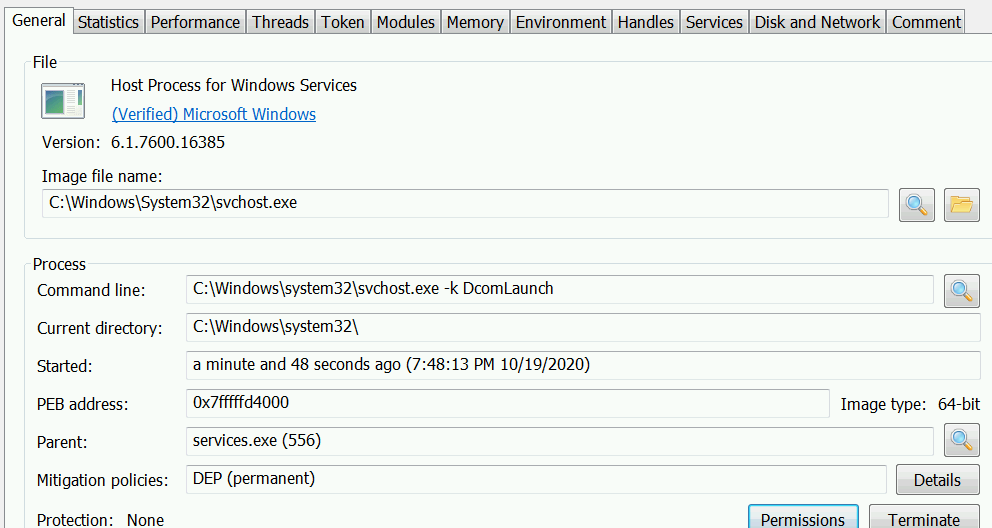 General Statistics Performance Threads Token Modules Memory Environment Handles Services Disk and Network Comment
File
Host Process for Windows Services
(Verified) Microsoft Windows
Version: 6.1.7600.16385
Image file name:
C:\Windows\System32\svchost.exe
Process
Command line: C:\Windows\system32\svchost.exe -k DcomLaunch
Current directory: C:\Windows\system32\
Started: a minute and 48 seconds ago (7:48:13 PM 10/19/2020)
PEB address: 0x7fffffd4000 Image type: 64-bit
Parent: services.exe (556)
Mitigation policies: DEP (permanent) Details
Protection: None Permissions Terminate